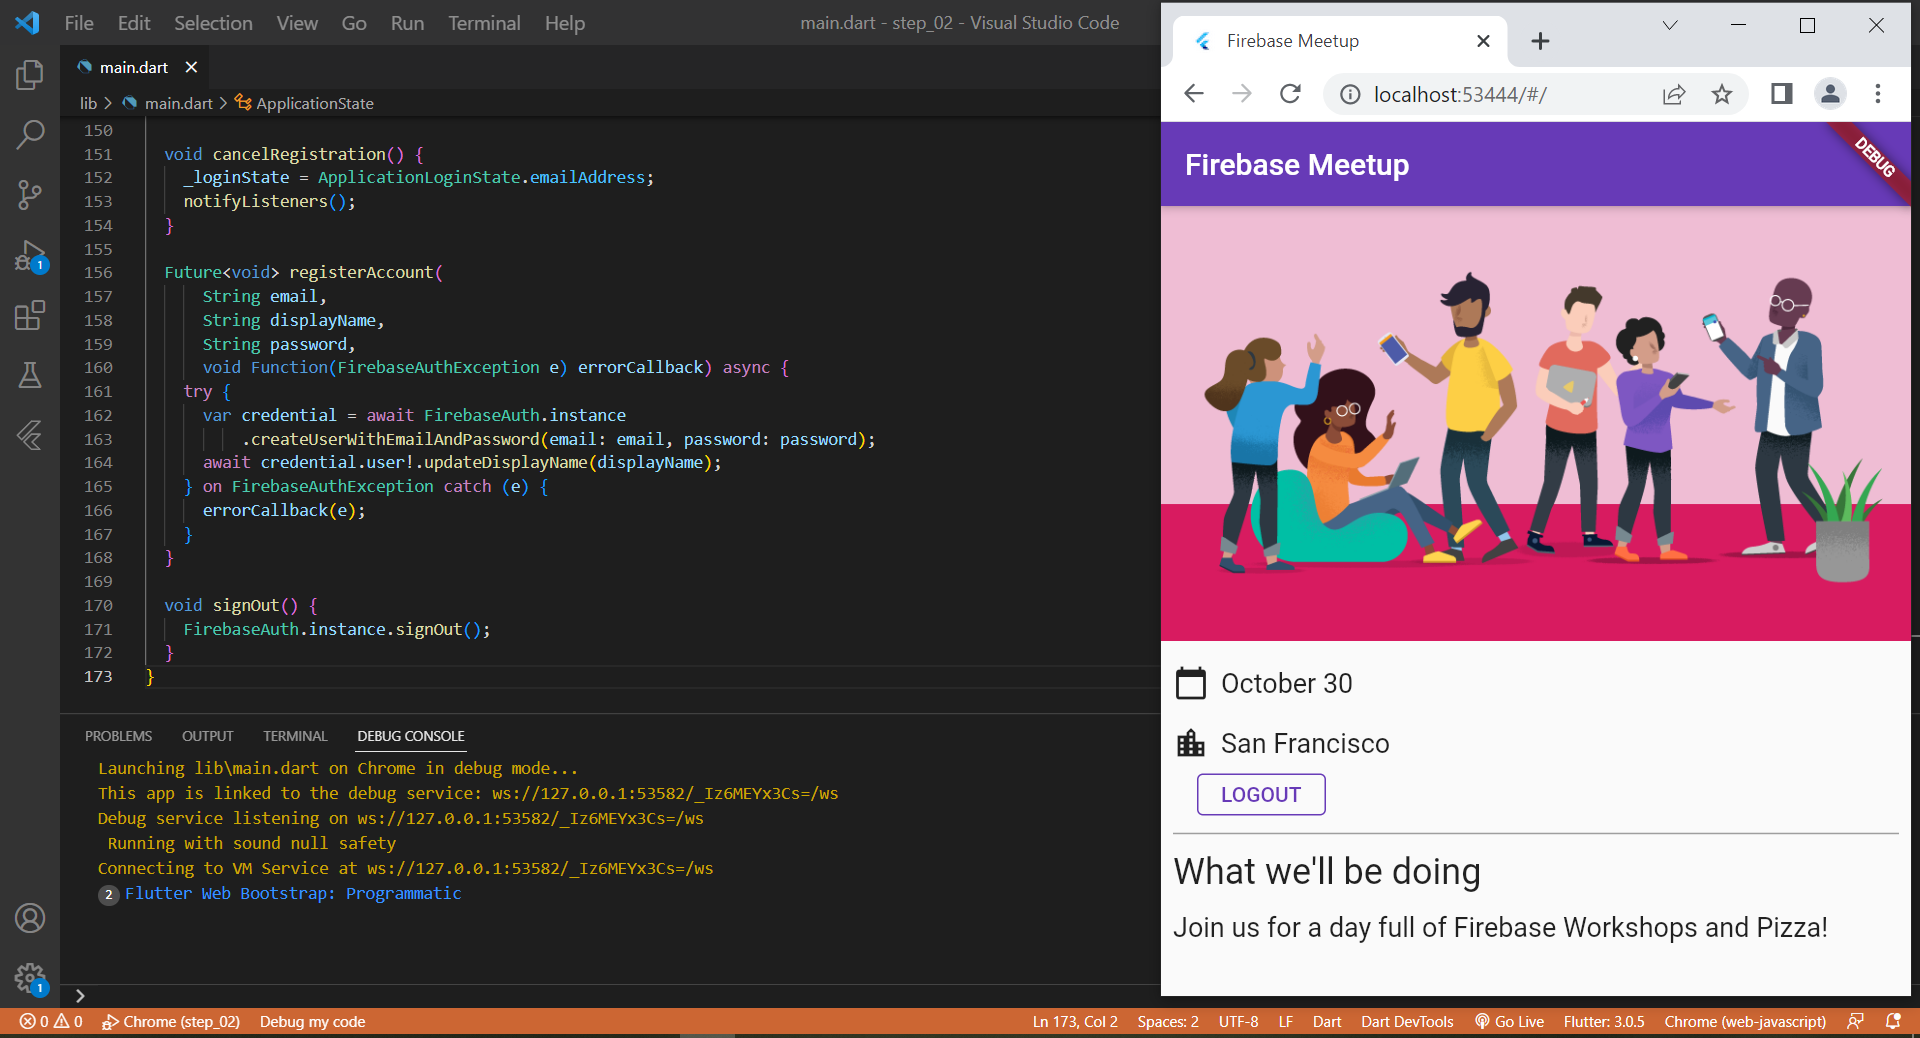 File Edit Selection View Go Run Terminal Help
main.dart - step_02 - Visual Studio Code
main.dart
lib > main.dart > ApplicationState
150
151 void cancelRegistration() {
152 _loginState = ApplicationLoginState.emailAddress;
153 notifyListeners();
154 }
155
156 Future<void> registerAccount(
157 String email,
158 String displayName,
159 String password,
160 void Function(FirebaseAuthException e) errorCallback) async {
161 try {
162 var credential = await FirebaseAuth.instance
163 .createUserWithEmailAndPassword(email: email, password: password);
164 await credential.user!.updateDisplayName(displayName);
165 } on FirebaseAuthException catch (e) {
166 errorCallback(e);
167 }
168 }
169
170 void signOut() {
171 FirebaseAuth.instance.signOut();
172 }
173 }
PROBLEMS OUTPUT TERMINAL DEBUG CONSOLE
Launching lib\main.dart on Chrome in debug mode...
This app is linked to the debug service: ws://127.0.0.1:53582/_Iz6MEYx3Cs=/ws
Debug service listening on ws://127.0.0.1:53582/_Iz6MEYx3Cs=/ws
Running with sound null safety
Connecting to VM Service at ws://127.0.0.1:53582/_Iz6MEYx3Cs=/ws
2 Flutter Web Bootstrap: Programmatic
1
1
0 0 Chrome (step_02) Debug my code
Ln 173, Col 2 Spaces: 2 UTF-8 LF Dart Dart DevTools Go Live Flutter: 3.0.5 Chrome (web-javascript)
Firebase Meetup
localhost:53444/#/
Firebase Meetup
DEBUG
October 30
San Francisco
LOGOUT
What we'll be doing
Join us for a day full of Firebase Workshops and Pizza!